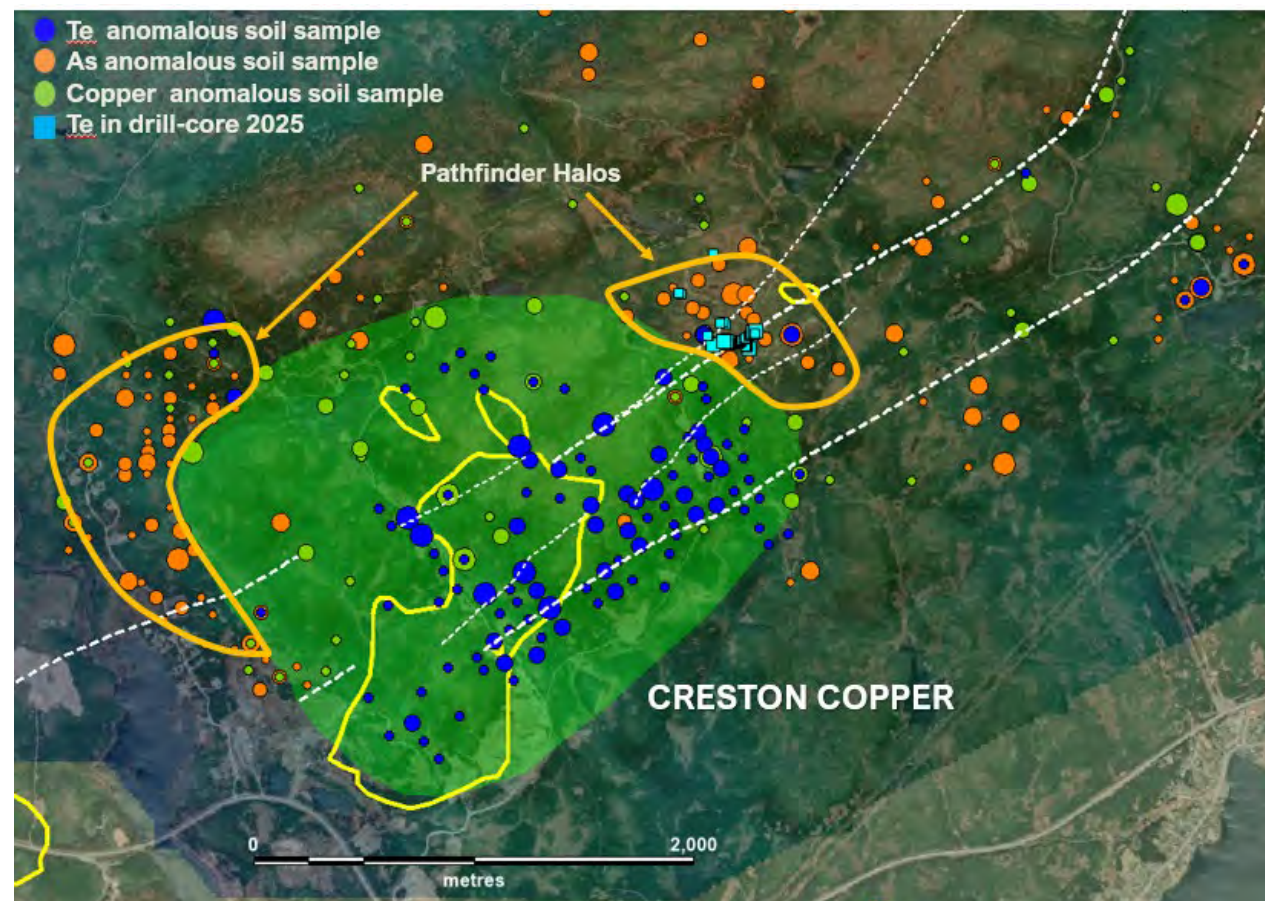 Te anomalous soil sample
As anomalous soil sample
Copper anomalous soil sample
Te in drill-core 2025
Pathfinder Halos
CRESTON COPPER
0 2,000
metres